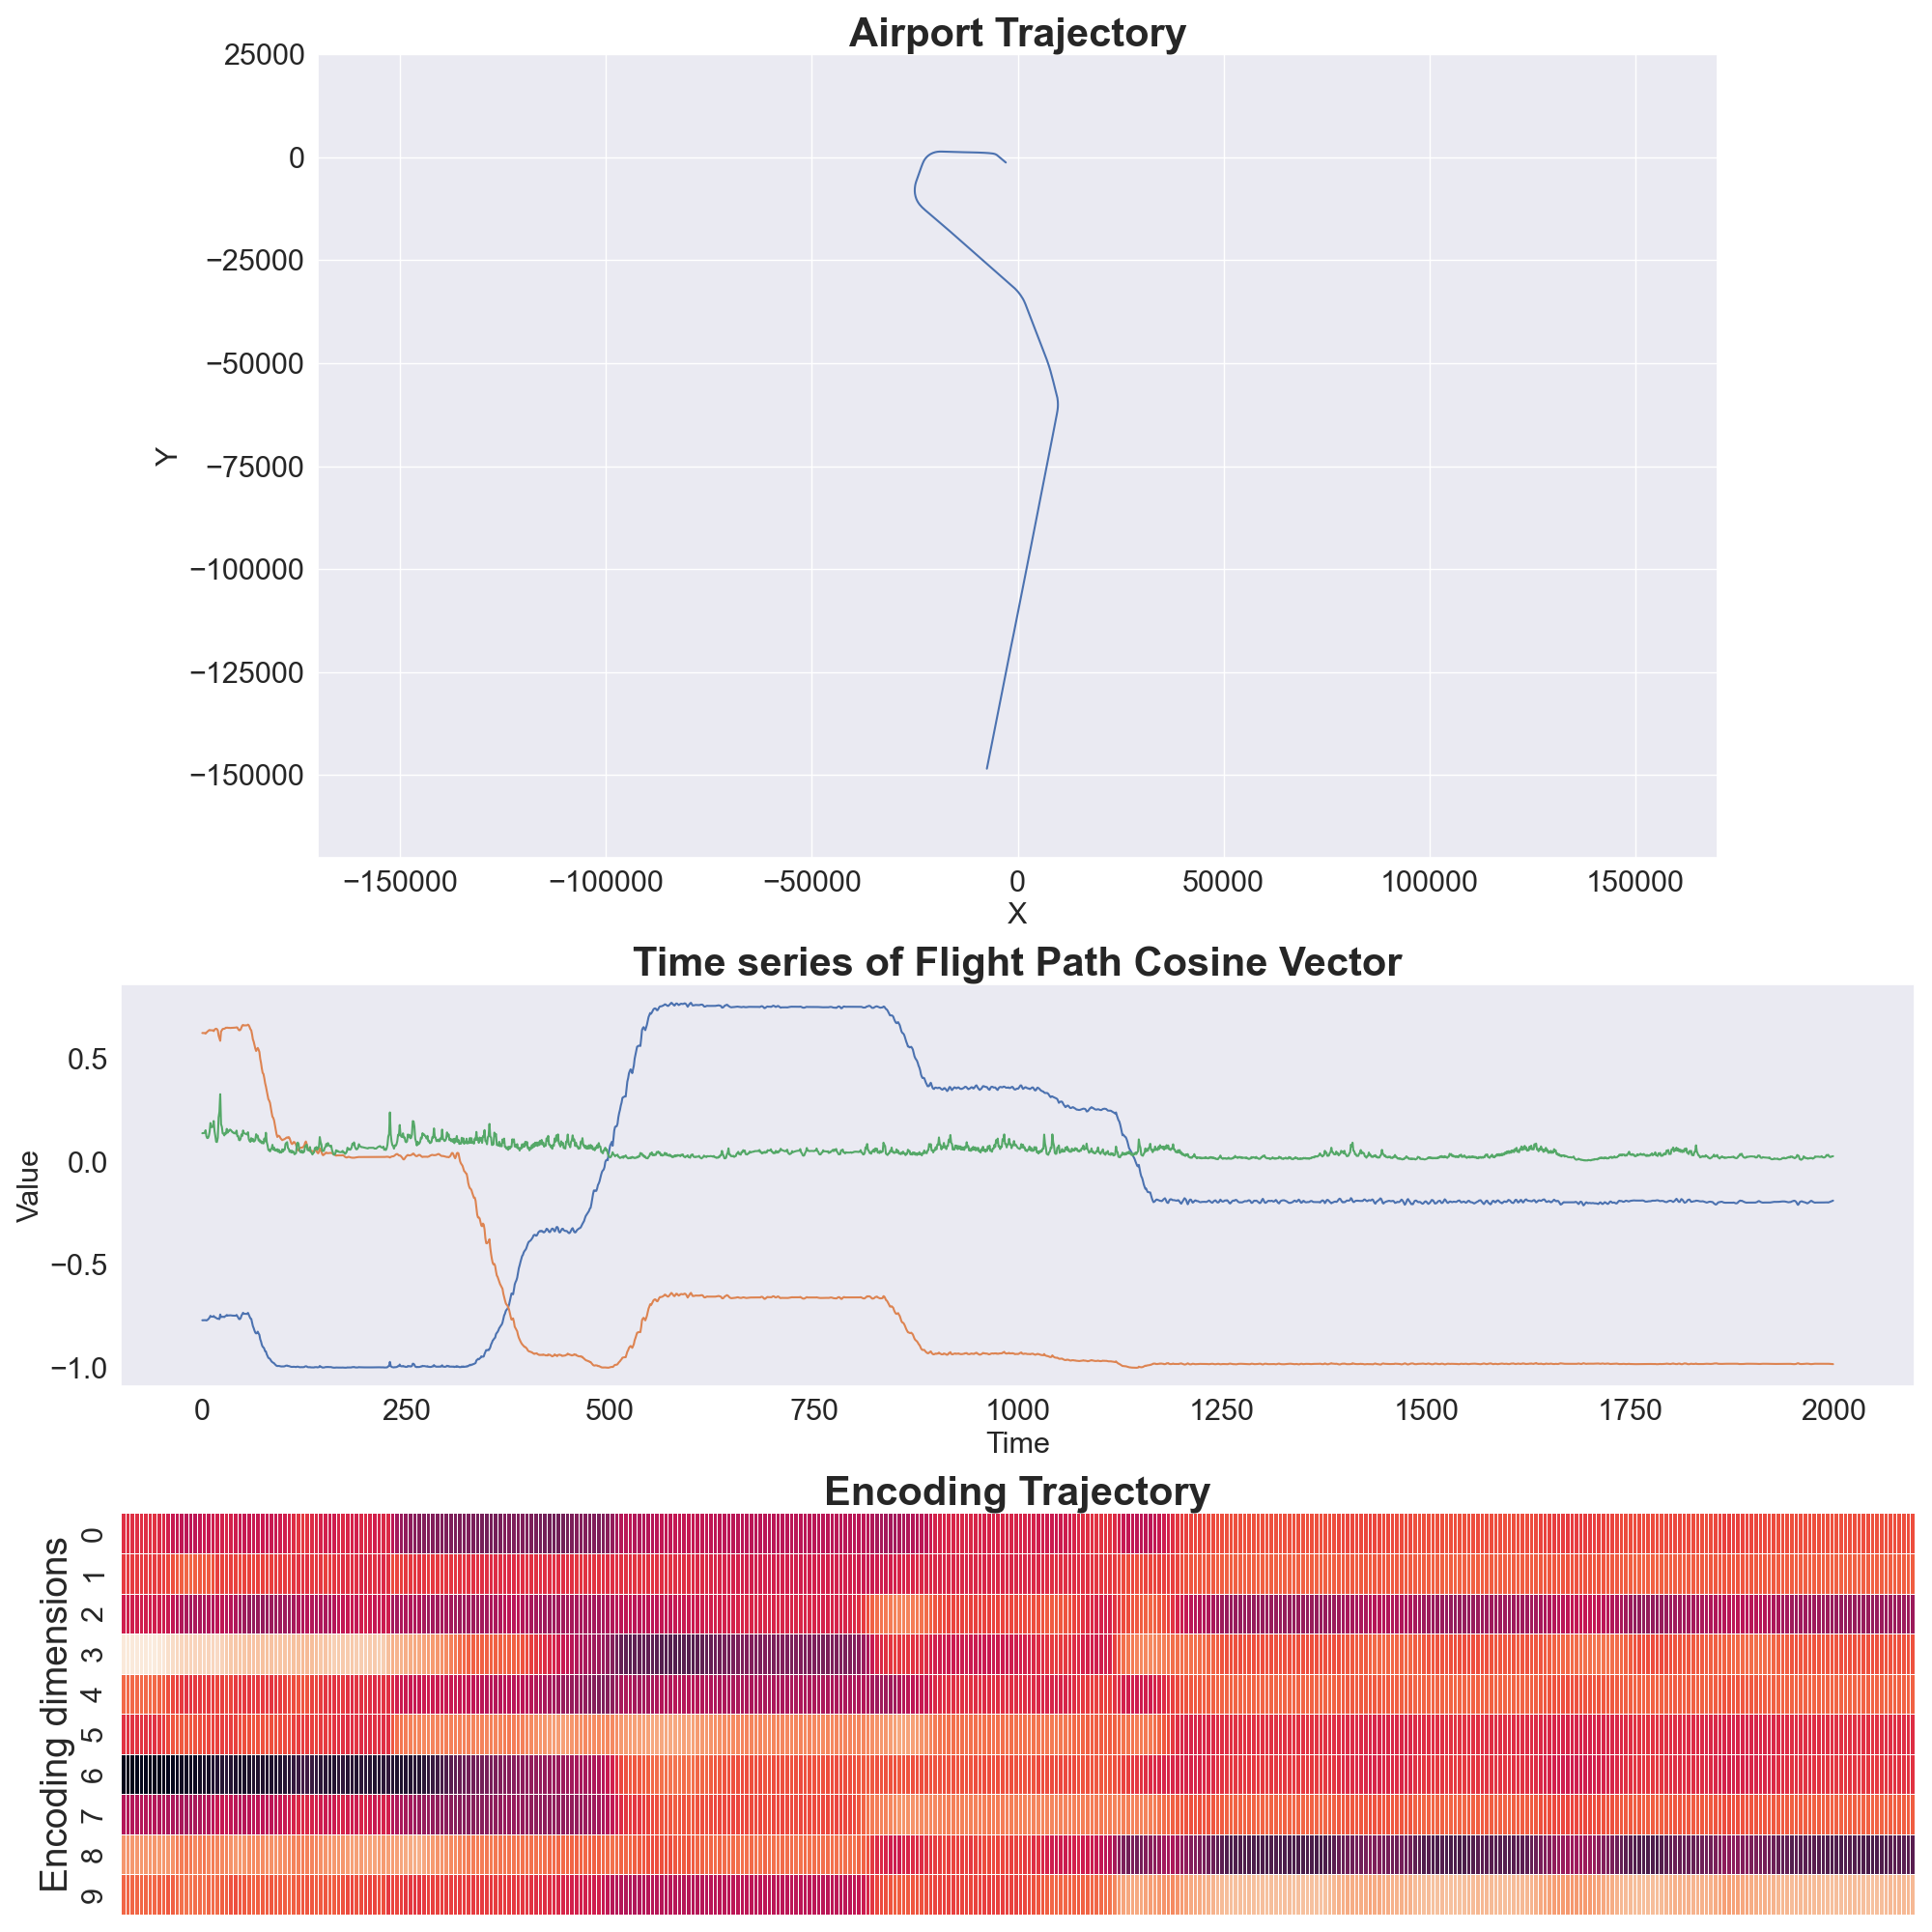 Airport Trajectory
25000
0
−25000
−50000
−75000
−100000
−125000
−150000
Y
−150000 −100000 −50000 0 50000 100000 150000
X
Time series of Flight Path Cosine Vector
0.5
0.0
−0.5
−1.0
Value
0 250 500 750 1000 1250 1500 1750 2000
Time
Encoding Trajectory
Encoding dimensions
0
1
2
3
4
5
6
7
8
9